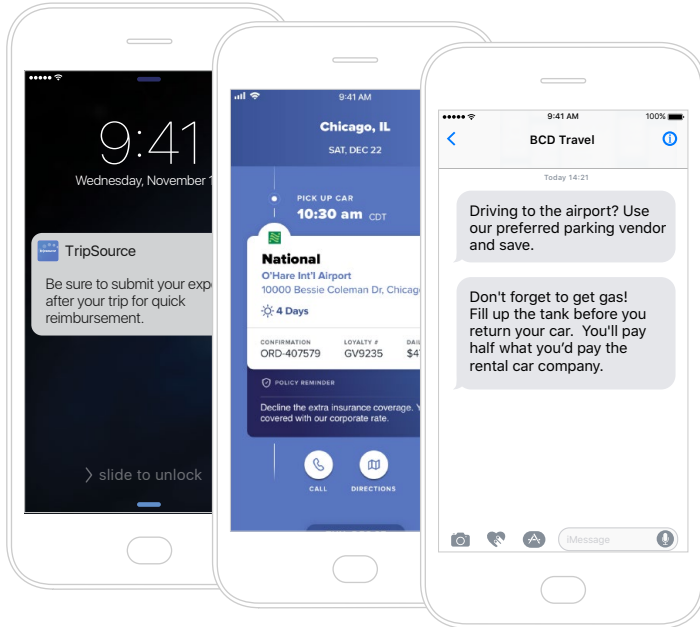 9:41
Wednesday, November
TripSource
Be sure to submit your
after your trip for quick
reimbursement.
slide to unlock
9:41 AM
Chicago, IL
SAT, DEC 22
PICK UP CAR
10:30 am CDT
National
O'Hare Int'l Airport
10000 Bessie Coleman Dr,
4 Days
CONFIRMATION LOYALTY #
ORD-407579 GV9235
POLICY REMINDER
Decline the extra insurance coverage.
covered with our corporate rate.
CALL DIRECTIONS
9:41 AM 100%
BCD Travel
Today 14:21
Driving to the airport? Use
our preferred parking vendor
and save.
Don't forget to get gas!
Fill up the tank before you
return your car. You'll pay
half what you’d pay the
rental car company.
iMessage